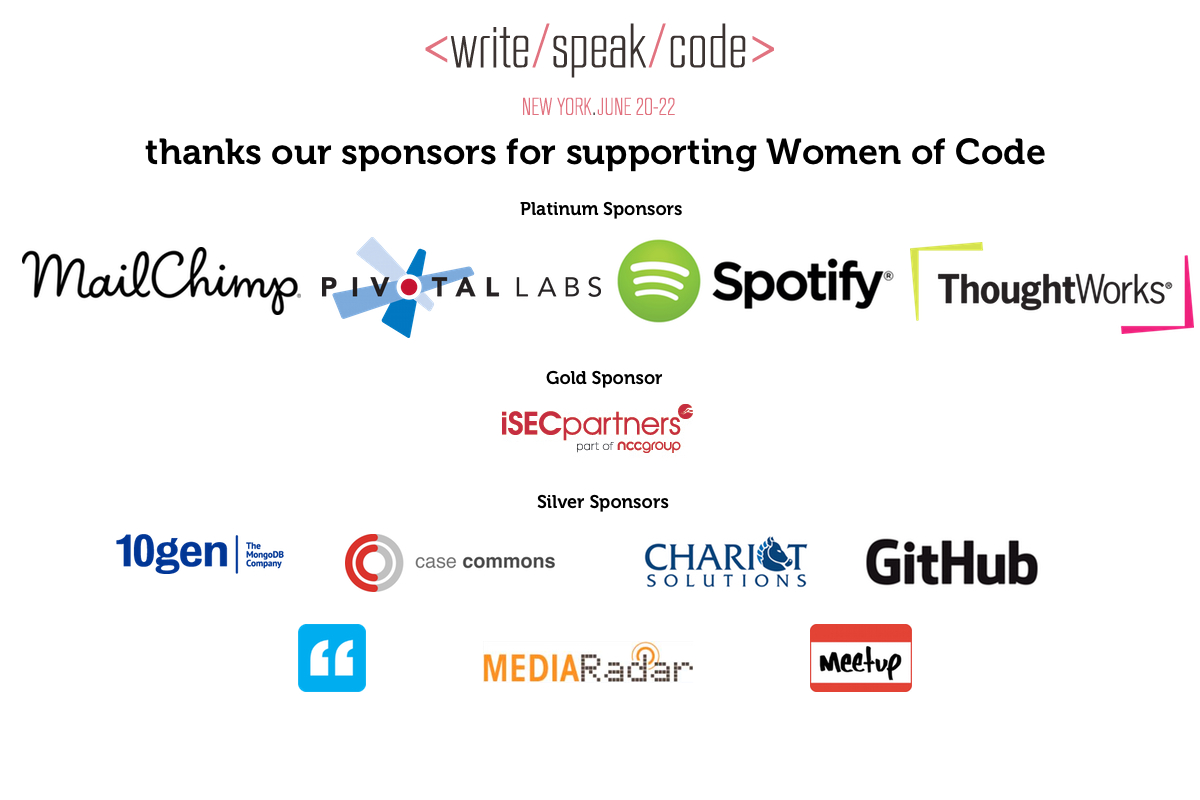 <write/speak/code>
NEW YORK.JUNE 20-22
thanks our sponsors for supporting Women of Code
Platinum Sponsors
MailChimp® PIVOTAL LABS Spotify® ThoughtWorks®
Gold Sponsor
iSECpartners
part of nccgroup
Silver Sponsors
10gen The MongoDB Company case commons CHARIOT SOLUTIONS GitHub
“ MEDIARadar Meetup